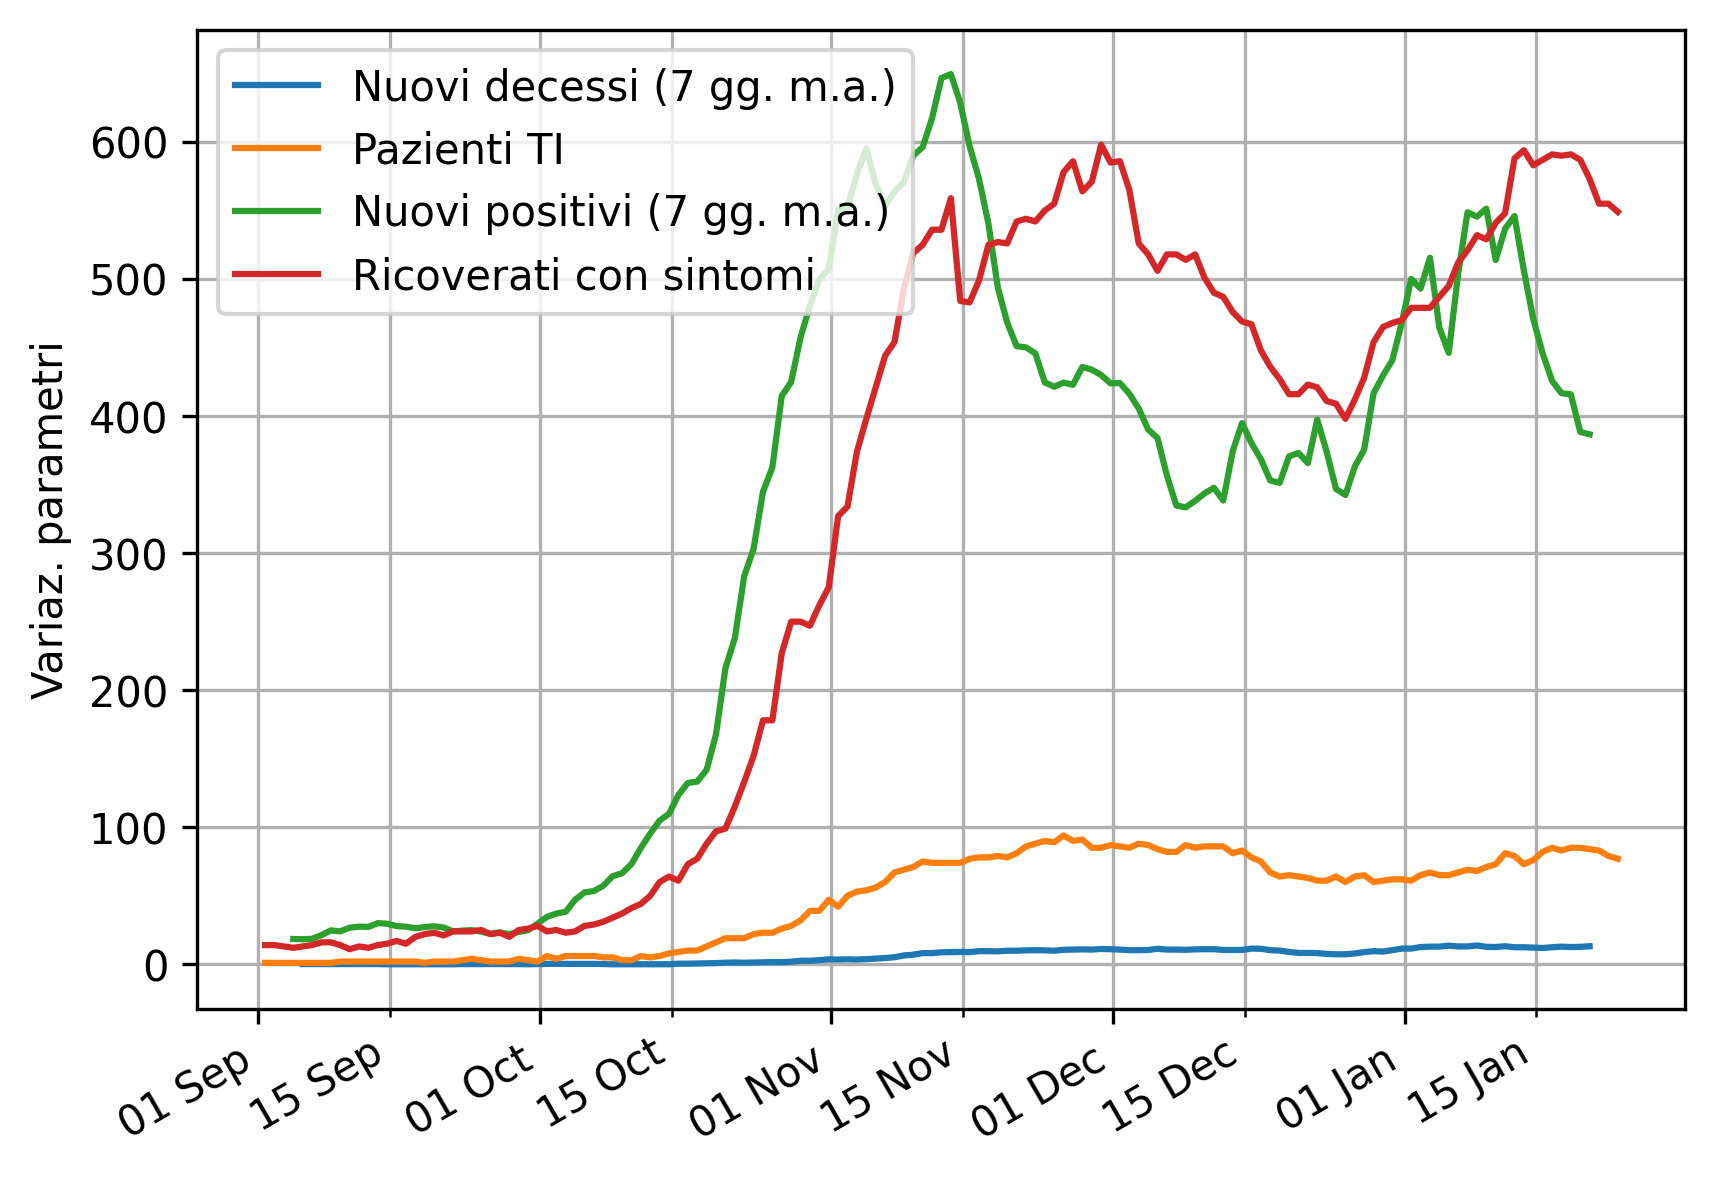 Nuovi decessi (7 gg. m.a.)
Pazienti TI
Nuovi positivi (7 gg. m.a.)
Ricoverati con sintomi
Variaz. parametri
600
500
400
300
200
100
0
01 Sep
15 Sep
01 Oct
15 Oct
01 Nov
15 Nov
01 Dec
15 Dec
01 Jan
15 Jan